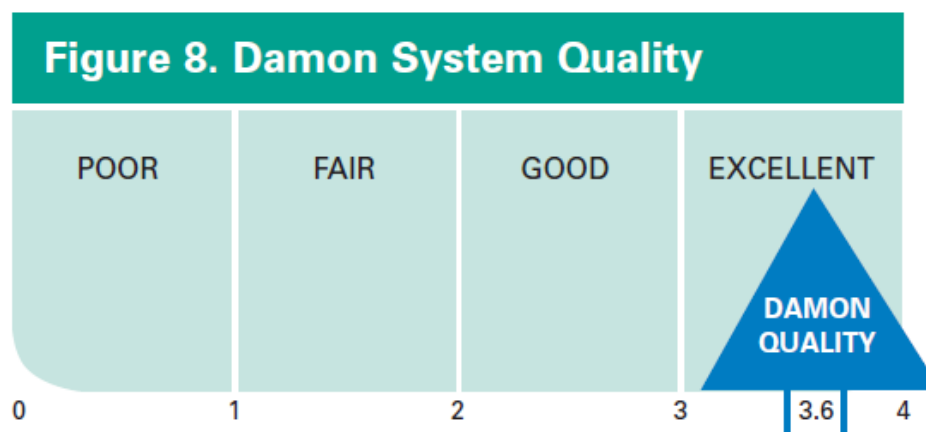 Figure 8. Damon System Quality
POOR FAIR GOOD EXCELLENT
DAMON
QUALITY
0 1 2 3 3.6 4